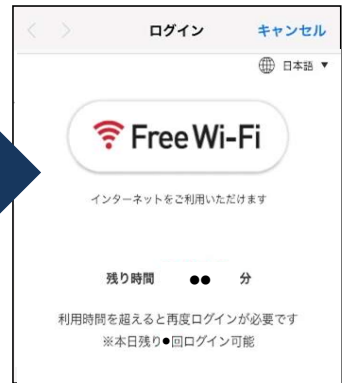 ログイン
キャンセル
日本語 ▼
Free Wi-Fi
インターネットをご利用いただけます
残り時間 ●● 分
利用時間を超えると再度ログインが必要です
※本日残り●回ログイン可能